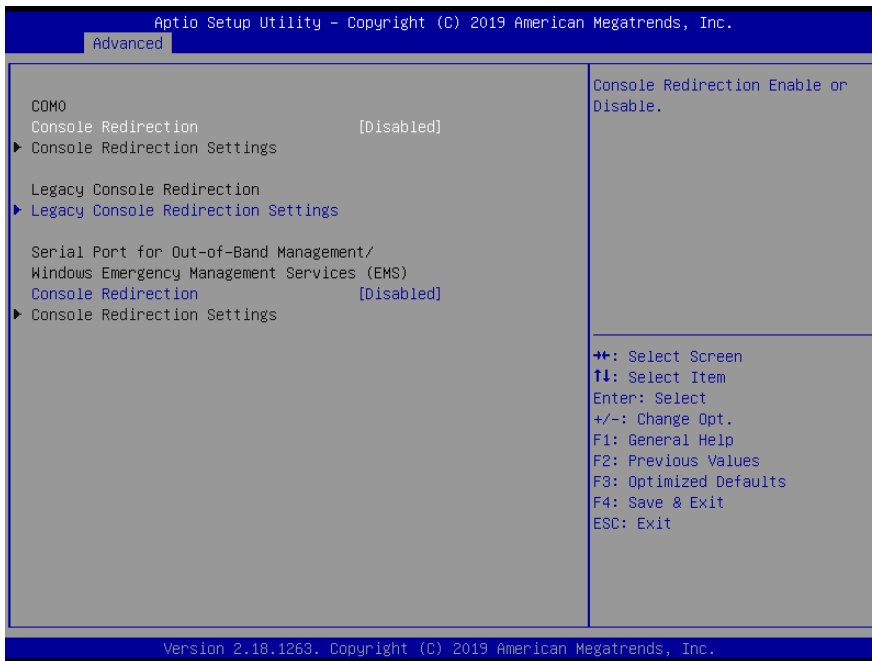 Aptio Setup Utility – Copyright (C) 2019 American Megatrends, Inc.
Advanced
COM0
Console Redirection [Disabled]
Console Redirection Settings
Legacy Console Redirection
Legacy Console Redirection Settings
Serial Port for Out-of-Band Management/
Windows Emergency Management Services (EMS)
Console Redirection [Disabled]
Console Redirection Settings
Console Redirection Enable or
Disable.
→←: Select Screen
↑↓: Select Item
Enter: Select
+/-: Change Opt.
F1: General Help
F2: Previous Values
F3: Optimized Defaults
F4: Save & Exit
ESC: Exit
Version 2.18.1263. Copyright (C) 2019 American Megatrends, Inc.